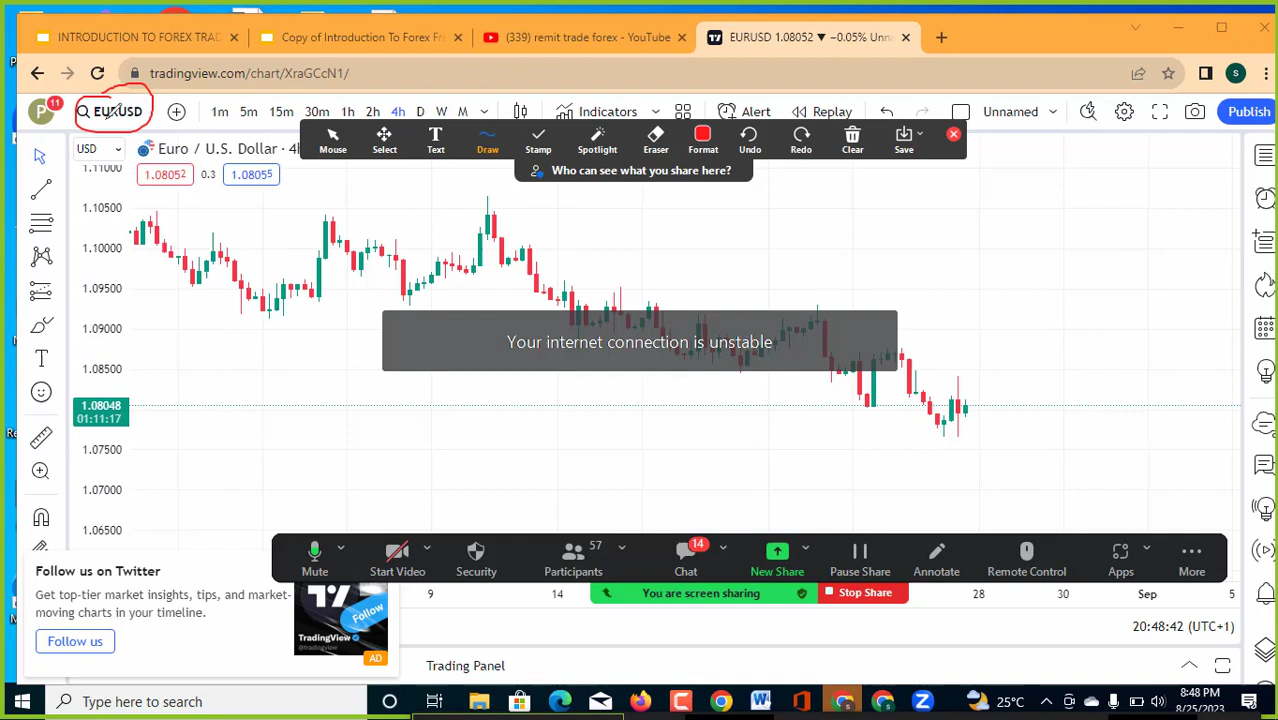 INTRODUCTION TO FOREX TRAD
Copy of Introduction To Forex Fr
(339) remit trade forex - YouTube
EURUSD 1.08052 ▼ −0.05% Unna
tradingview.com/chart/XraGCcN1/
S
P
11
EURUSD
1m 5m 15m 30m 1h 2h 4h D W M
Indicators
Alert
Replay
Unnamed
Publish
USD
Euro / U.S. Dollar · 4h
Mouse
Select
Text
Draw
Stamp
Spotlight
Eraser
Format
Undo
Redo
Clear
Save
Who can see what you share here?
1.08052
0.3
1.08055
1.11000
1.10500
1.10000
1.09500
1.09000
1.08500
1.08048
01:11:17
1.07500
1.07000
1.06500
Your internet connection is unstable
Mute
Start Video
Security
57
Participants
14
Chat
New Share
Pause Share
Annotate
Remote Control
Apps
More
You are screen sharing
Stop Share
Follow us on Twitter
Get top-tier market insights, tips, and market-
moving charts in your timeline.
Follow us
Follow
TradingView
@tradingview
AD
9
14
28
Sep
5
20:48:42 (UTC+1)
Trading Panel
Type here to search
25°C
8:48 PM
8/25/2023